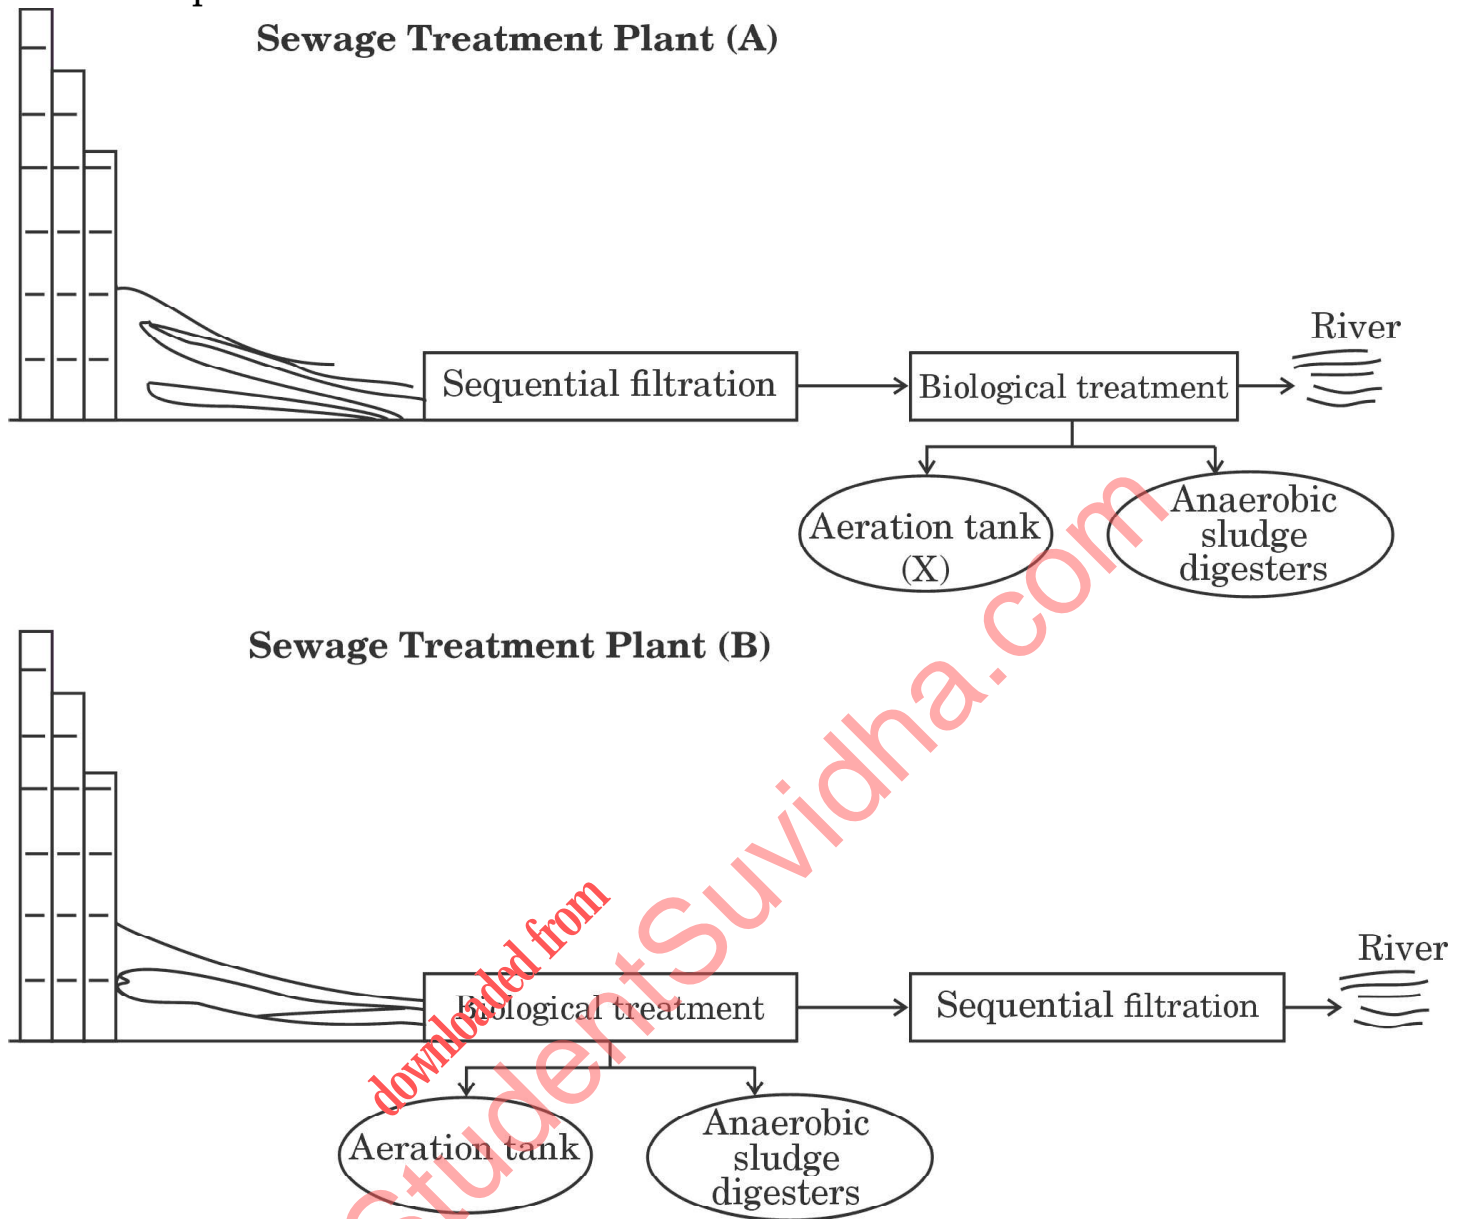 Sewage Treatment Plant (A)
River
Sequential filtration
Biological treatment
Aeration tank
(X)
Anaerobic
sludge
digesters
Sewage Treatment Plant (B)
River
Biological treatment
Sequential filtration
Aeration tank
Anaerobic
sludge
digesters
downloaded from
StudentSuvidha.com